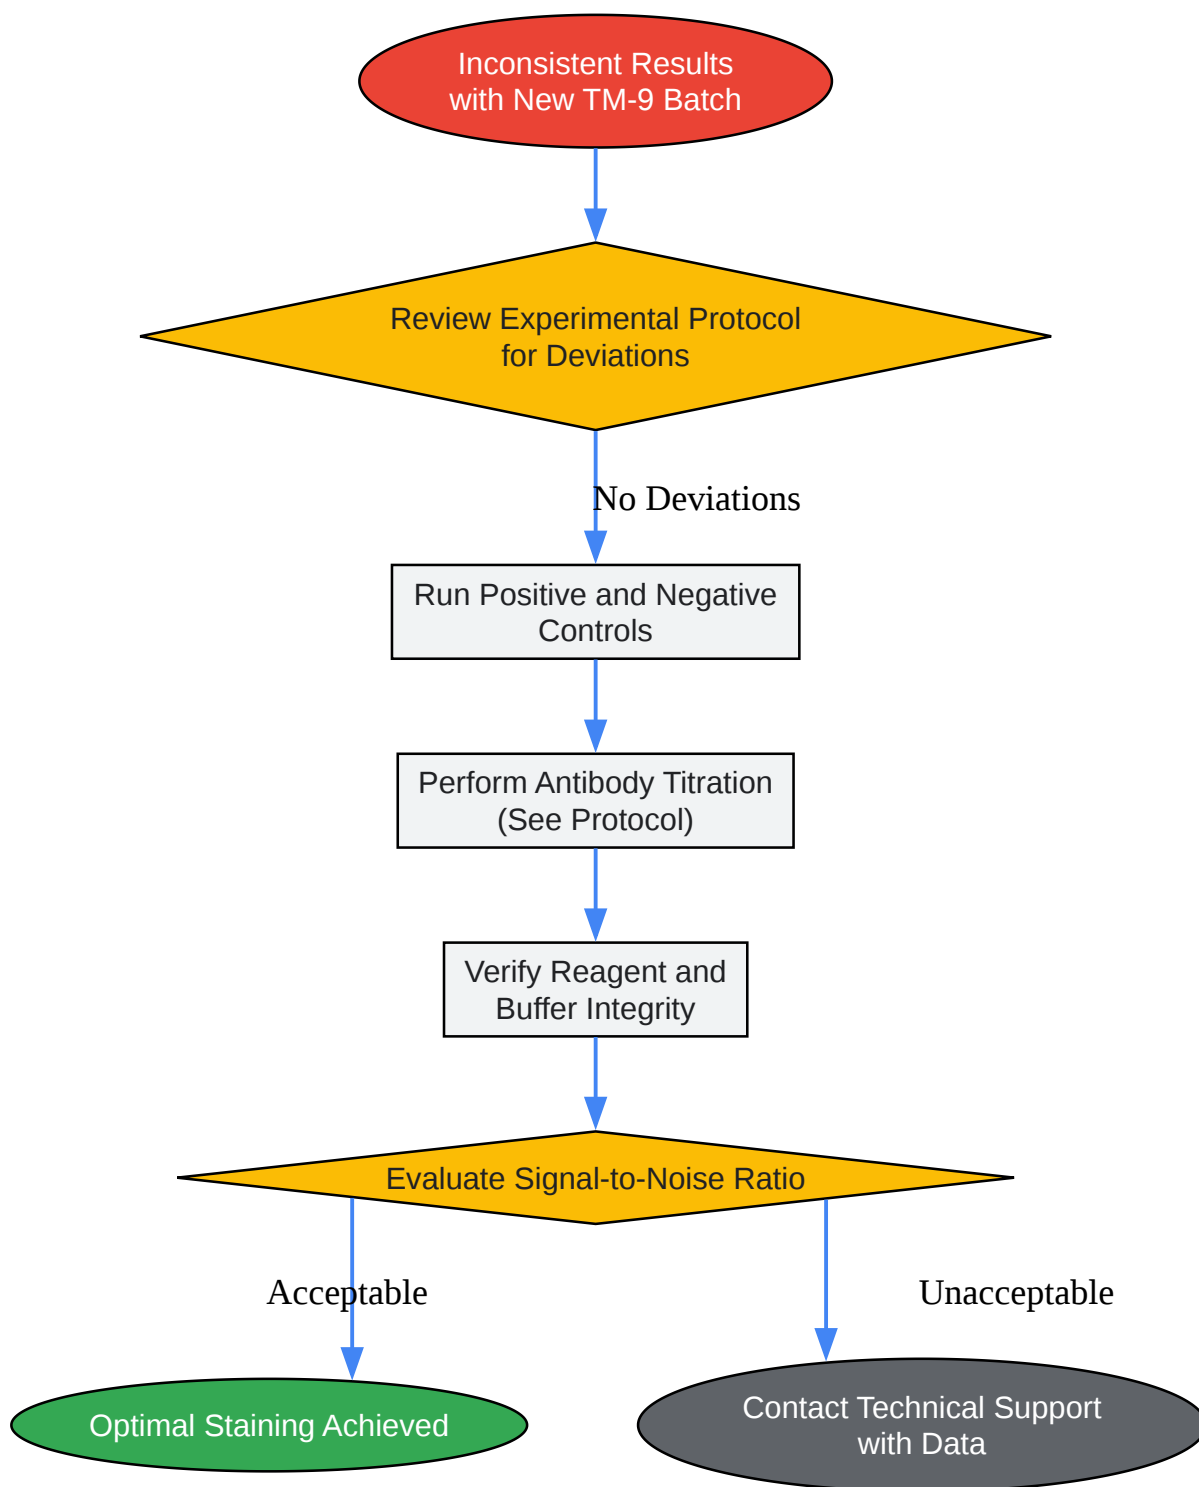 Inconsistent Results
with New TM-9 Batch
Review Experimental Protocol
for Deviations
No Deviations
Run Positive and Negative
Controls
Perform Antibody Titration
(See Protocol)
Verify Reagent and
Buffer Integrity
Evaluate Signal-to-Noise Ratio
Acceptable
Unacceptable
Optimal Staining Achieved
Contact Technical Support
with Data